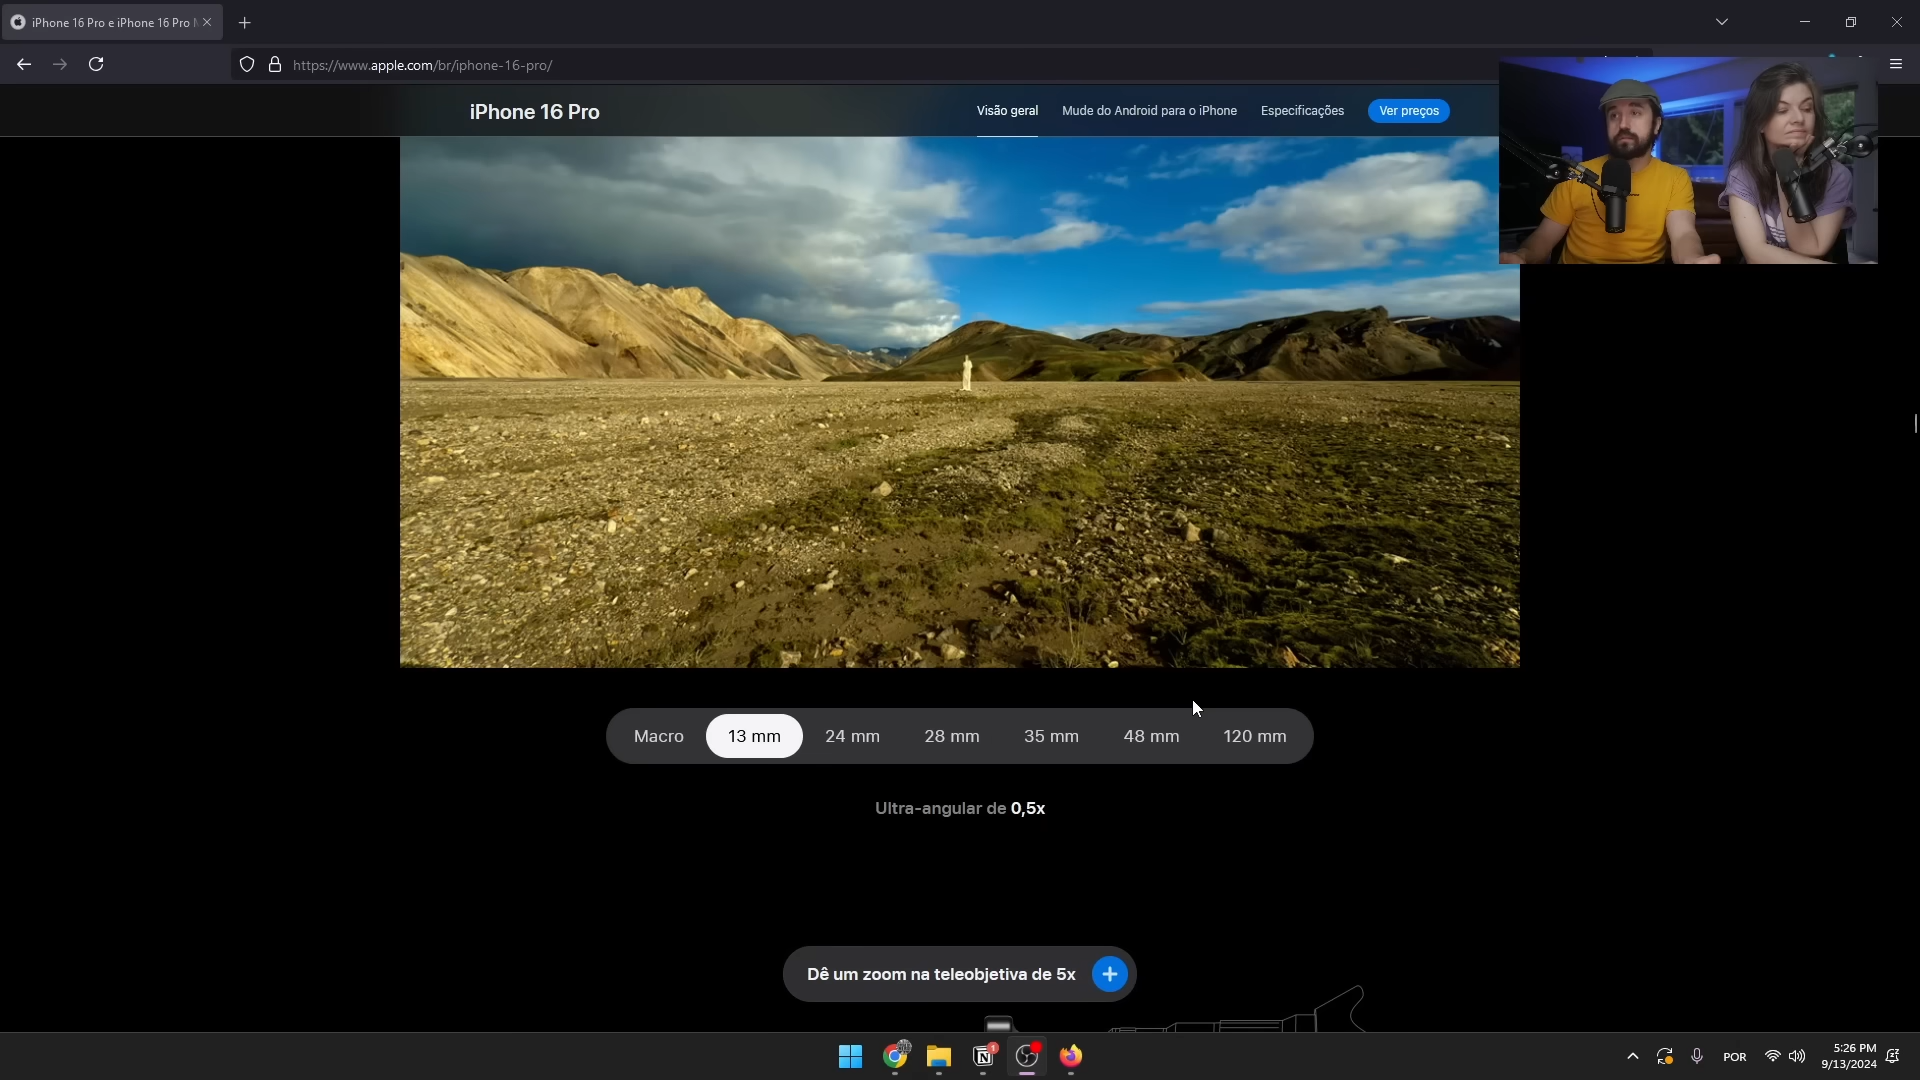 iPhone 16 Pro e iPhone 16 Pro
https://www.apple.com/br/iphone-16-pro/
iPhone 16 Pro
Visão geral
Mude do Android para o iPhone
Especificações
Ver preços
Macro
13 mm
24 mm
28 mm
35 mm
48 mm
120 mm
Ultra-angular de 0,5x
Dê um zoom na teleobjetiva de 5x
1
POR
5:26 PM
9/13/2024